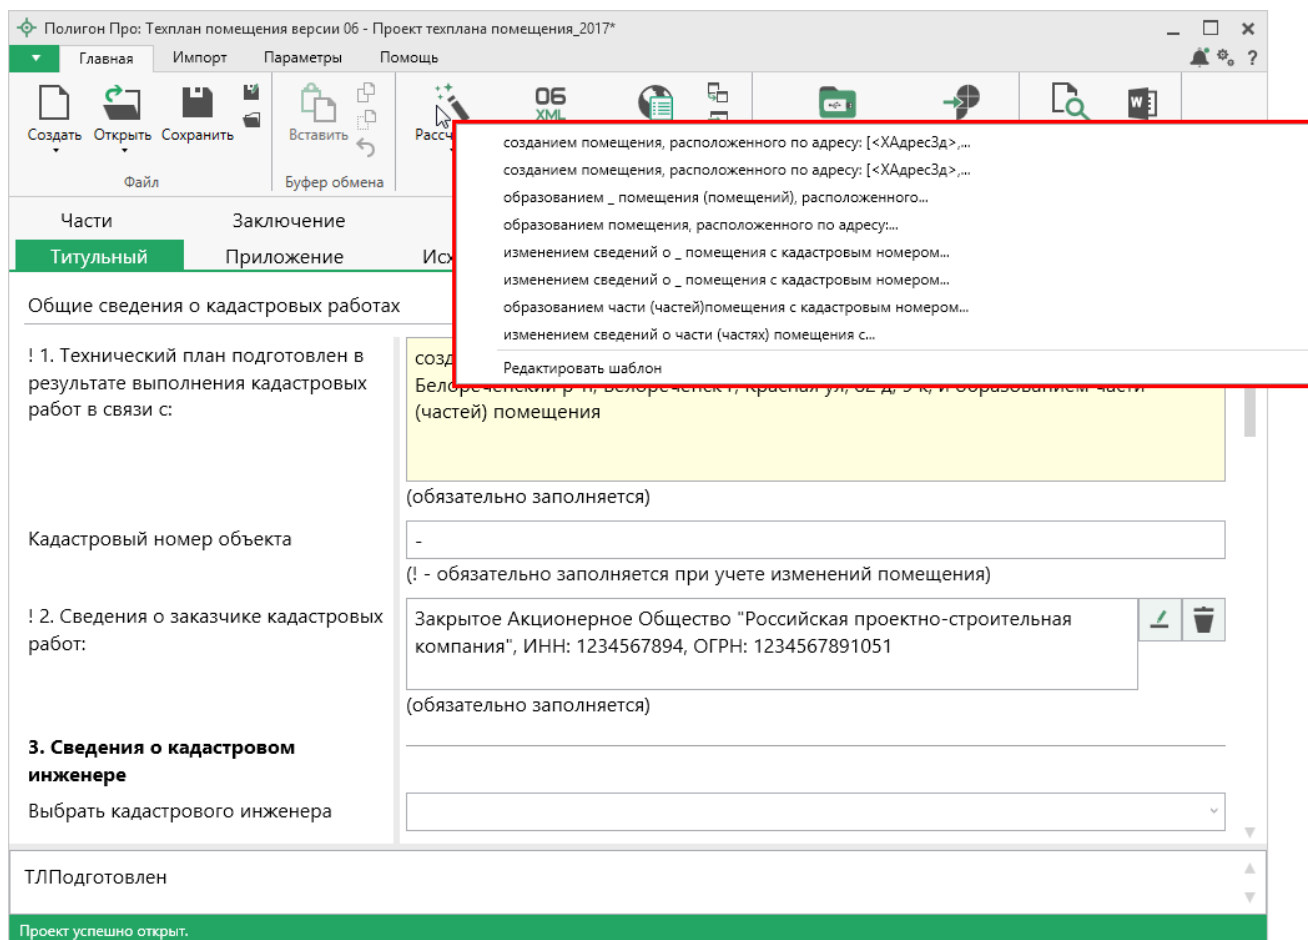 Полигон Про: Техплан помещения версии 06 - Проект техплана помещения_2017*
Главная Импорт Параметры Помощь
?
06
XML
W
Создать Открыть Сохранить Вставить
Файл Буфер обмена
созданием помещения, расположенного по адресу: [<ХАдресЗд>,...
созданием помещения, расположенного по адресу: [<ХАдресЗд>,...
образованием _ помещения (помещений), расположенного...
образованием помещения, расположенного по адресу:...
изменением сведений о _ помещения с кадастровым номером...
изменением сведений о _ помещения с кадастровым номером...
образованием части (частей)помещения с кадастровым номером...
изменением сведений о части (частях) помещения с...
Редактировать шаблон
Части Заключение
Титульный Приложение
Общие сведения о кадастровых работах
! 1. Технический план подготовлен в
результате выполнения кадастровых
работ в связи с:
(частей) помещения
(обязательно заполняется)
Кадастровый номер объекта
-
(! - обязательно заполняется при учете изменений помещения)
! 2. Сведения о заказчике кадастровых
работ:
Закрытое Акционерное Общество "Российская проектно-строительная
компания", ИНН: 1234567894, ОГРН: 1234567891051
(обязательно заполняется)
3. Сведения о кадастровом
инженере
Выбрать кадастрового инженера
ТЛПодготовлен
Проект успешно открыт.